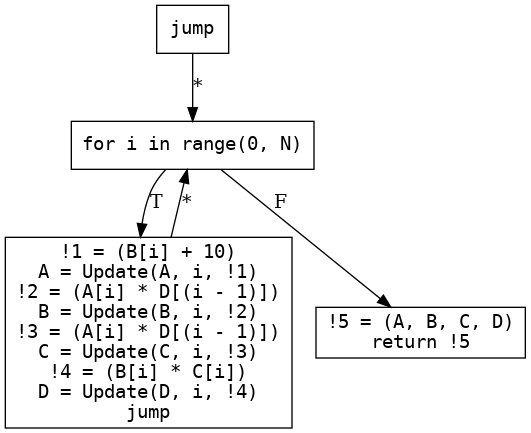 jump
*
for i in range(0, N)
T
*
F
!1 = (B[i] + 10)
A = Update(A, i, !1)
!2 = (A[i] * D[(i - 1)])
B = Update(B, i, !2)
!3 = (A[i] * D[(i - 1)])
C = Update(C, i, !3)
!4 = (B[i] * C[i])
D = Update(D, i, !4)
jump
!5 = (A, B, C, D)
return !5